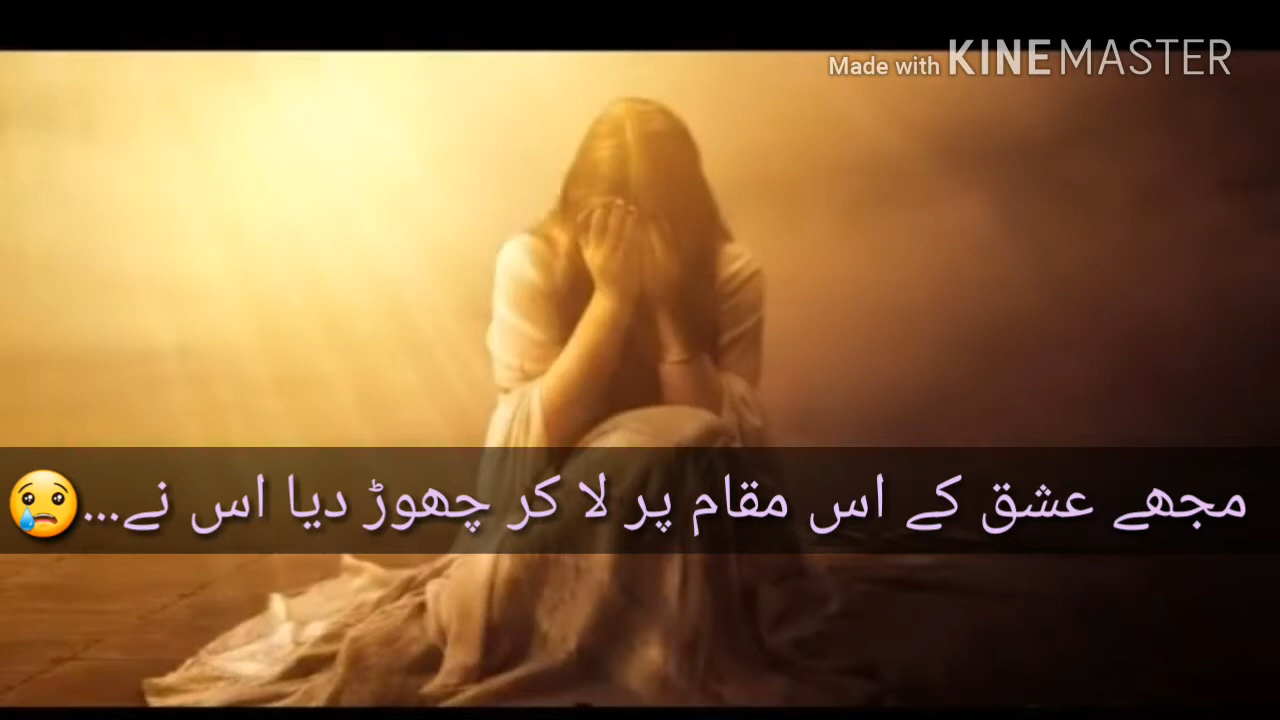 Made with KINEMASTER
مجھے عشق کے اس مقام پر لا کر چھوڑ دیا اس نے...😢